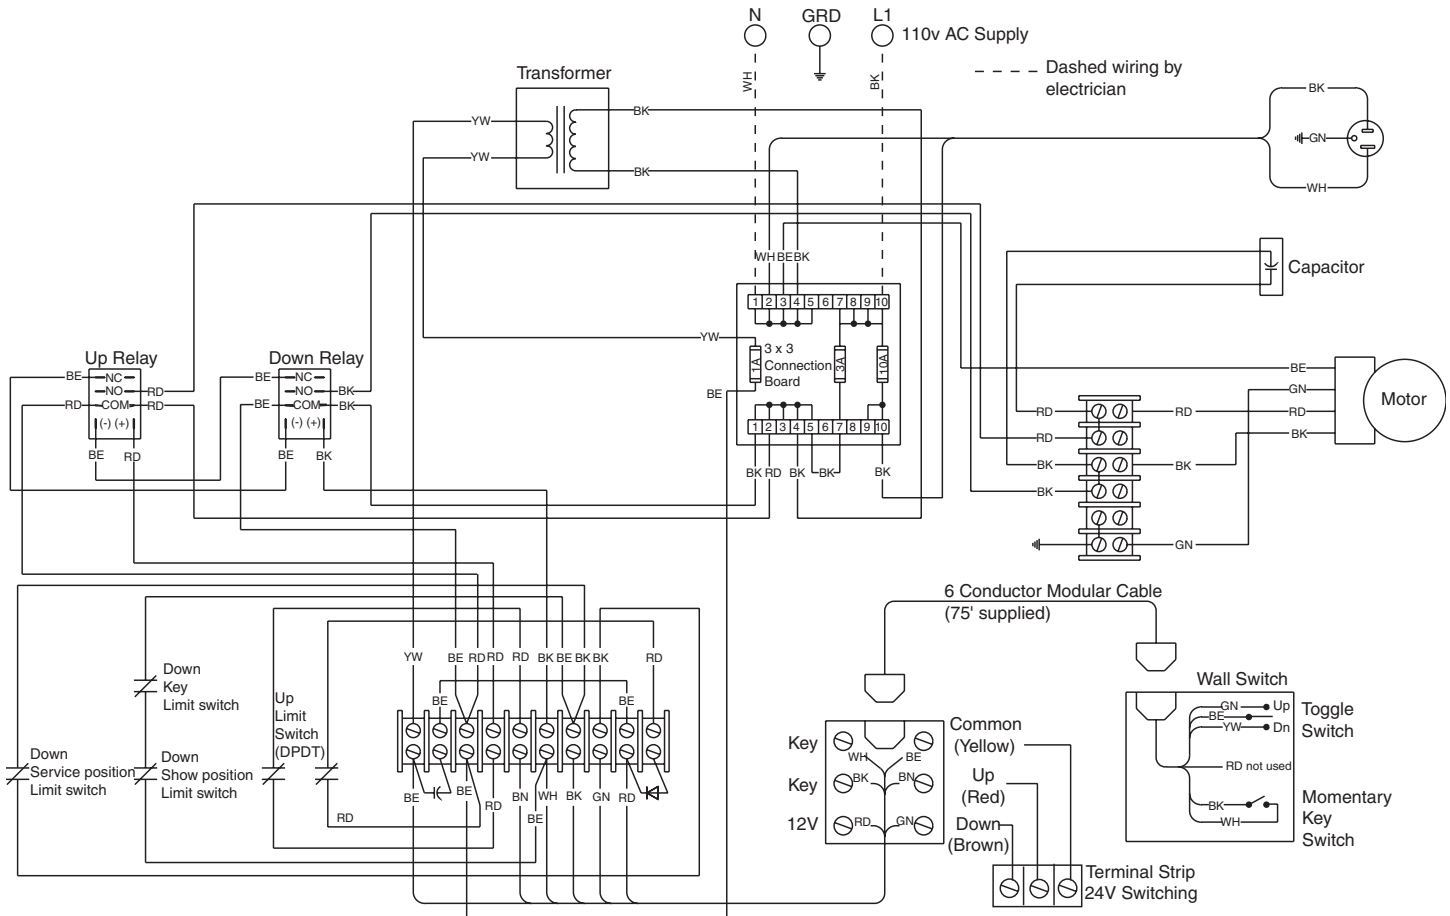 N GRD L1
110v AC Supply
WH BK
Dashed wiring by
electrician
Transformer
BK
YW
BK
GN
YW
BK
WH
WH BE BK
Capacitor
1 2 3 4 5 6 7 8 9 10
YW
1A
3 x 3
Connection
Board
3A
10A
BE
1 2 3 4 5 6 7 8 9 10
BK RD BK BK BK
Up Relay
BE NC
NO RD
RD COM RD
(-) (+)
BE RD
Down Relay
BE NC
NO BK
BE COM BK
(-) (+)
BE BK
BE
GN
RD RD RD
RD
BK
BK BK
BK
GN
Motor
6 Conductor Modular Cable
(75' supplied)
YW BE RD RD RD BK BE BK BK RD
BE BE
Down
Key
Limit switch
Up
Limit
Switch
(DPDT)
Down
Service position
Limit switch
Down
Show position
Limit switch
BE BE RD BN WH BK GN RD
RD BE
Key
Key
12V
WH BE
BK BN
RD GN
Common
(Yellow)
Up
(Red)
Down
(Brown)
Terminal Strip
24V Switching
Wall Switch
GN Up
BE
YW Dn
Toggle
Switch
RD not used
BK
WH
Momentary
Key
Switch